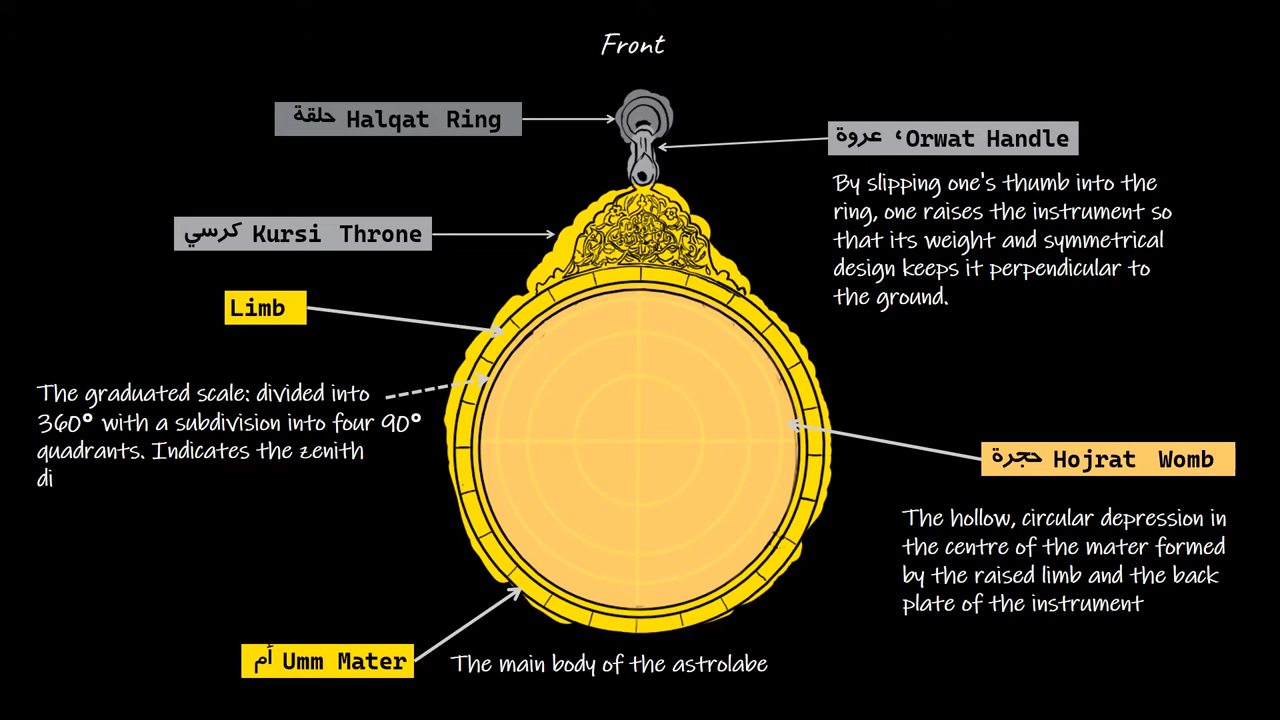 Front
حلقة Halqat Ring
عروة ‘Orwat Handle
By slipping one's thumb into the
ring, one raises the instrument so
that its weight and symmetrical
design keeps it perpendicular to
the ground.
كرسي Kursi Throne
Limb
The graduated scale: divided into
360° with a subdivision into four 90°
quadrants. Indicates the zenith
di
حجرة Hojrat Womb
The hollow, circular depression in
the centre of the mater formed
by the raised limb and the back
plate of the instrument
أم Umm Mater
The main body of the astrolabe